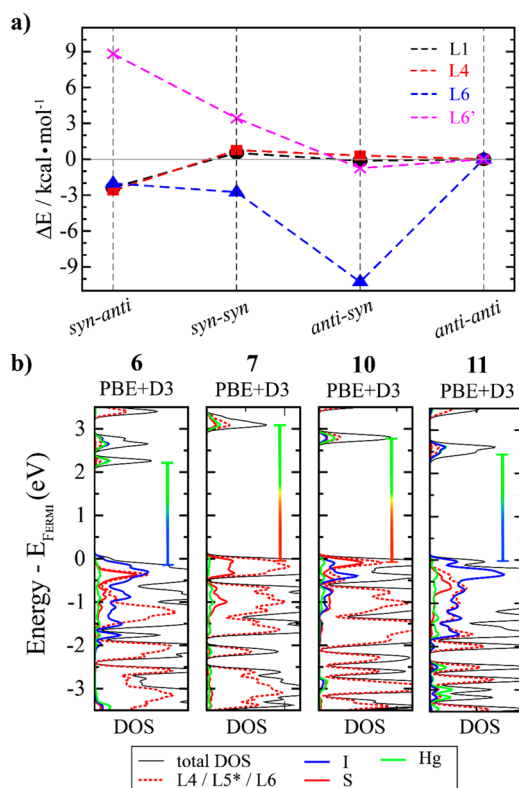 a)
9
6
3
0
-3
-6
-9
ΔE / kcal•mol⁻¹
L1
L4
L6
L6’
syn-anti
syn-syn
anti-syn
anti-anti
b)
6 7 10 11
PBE+D3 PBE+D3 PBE+D3 PBE+D3
3
2
1
0
-1
-2
-3
Energy - E_FERMI (eV)
DOS DOS DOS DOS
total DOS I Hg
L4 / L5* / L6 S